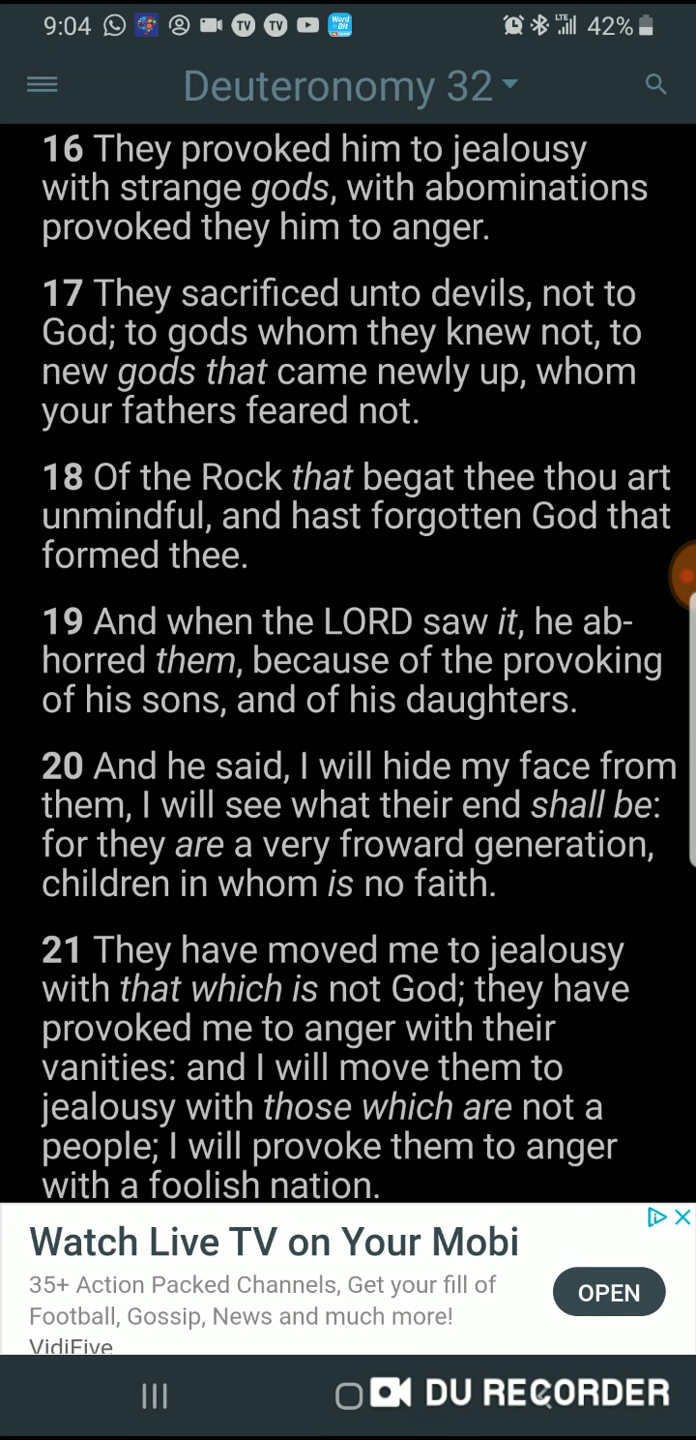 9:04 TV TV Word Bit LTE 42%
Deuteronomy 32
16 They provoked him to jealousy
with strange gods, with abominations
provoked they him to anger.
17 They sacrificed unto devils, not to
God; to gods whom they knew not, to
new gods that came newly up, whom
your fathers feared not.
18 Of the Rock that begat thee thou art
unmindful, and hast forgotten God that
formed thee.
19 And when the LORD saw it, he ab-
horred them, because of the provoking
of his sons, and of his daughters.
20 And he said, I will hide my face from
them, I will see what their end shall be:
for they are a very froward generation,
children in whom is no faith.
21 They have moved me to jealousy
with that which is not God; they have
provoked me to anger with their
vanities: and I will move them to
jealousy with those which are not a
people; I will provoke them to anger
with a foolish nation.
Watch Live TV on Your Mobi
35+ Action Packed Channels, Get your fill of
Football, Gossip, News and much more!
VidiFive
OPEN
DU RECORDER